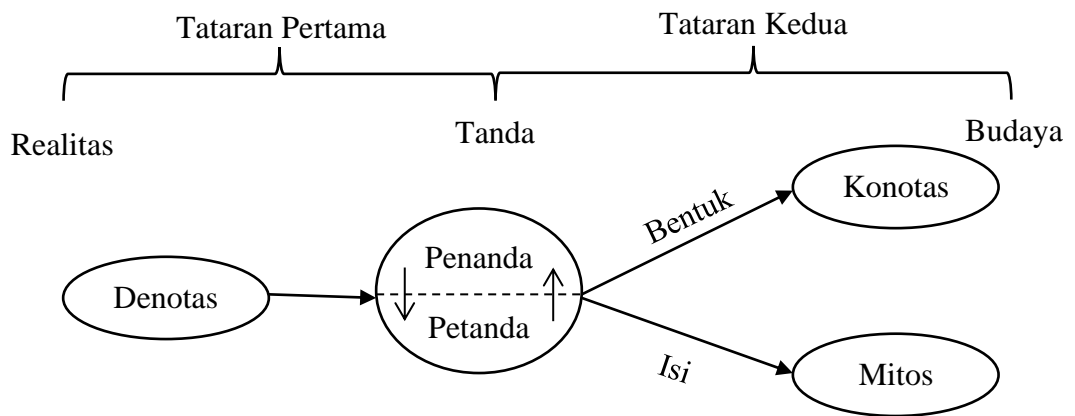 Tataran Pertama
Tataran Kedua
Realitas
Tanda
Budaya
Konotas
Bentuk
Penanda
Denotas
Petanda
Isi
Mitos